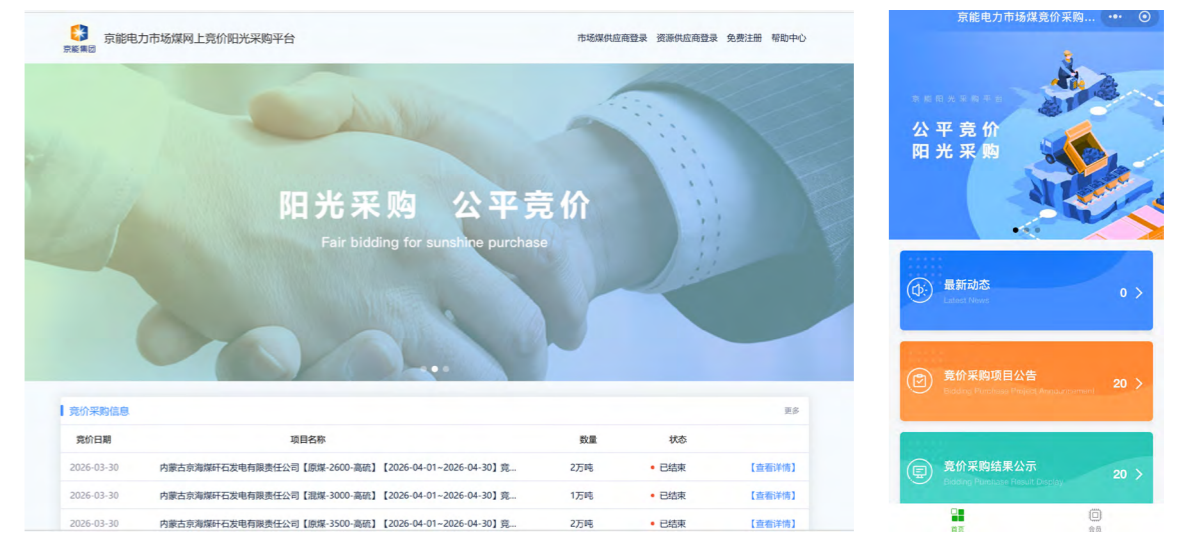 京能集团
京能电力市场煤网上竞价阳光采购平台
市场煤供应商登录 资源供应商登录 免费注册 帮助中心
阳光采购 公平竞价
Fair bidding for sunshine purchase
竞价采购信息 更多
竞价日期 项目名称 数量 状态
2026-03-30 内蒙古京海煤矸石发电有限责任公司【原煤-2600-高硫】【2026-04-01~2026-04-30】竞... 2万吨 已结束 【查看详情】
2026-03-30 内蒙古京海煤矸石发电有限责任公司【混煤-3000-高硫】【2026-04-01~2026-04-30】竞... 1万吨 已结束 【查看详情】
2026-03-30 内蒙古京海煤矸石发电有限责任公司【原煤-3500-高硫】【2026-04-01~2026-04-30】竞... 2万吨 已结束 【查看详情】
京能电力市场煤竞价采购...
京能阳光采购平台
公平竞价
阳光采购
最新动态
Latest News
0
竞价采购项目公告
Bidding Purchase Project Announcement
20
竞价采购结果公示
Bidding Purchase Result Display
20
首页 会员